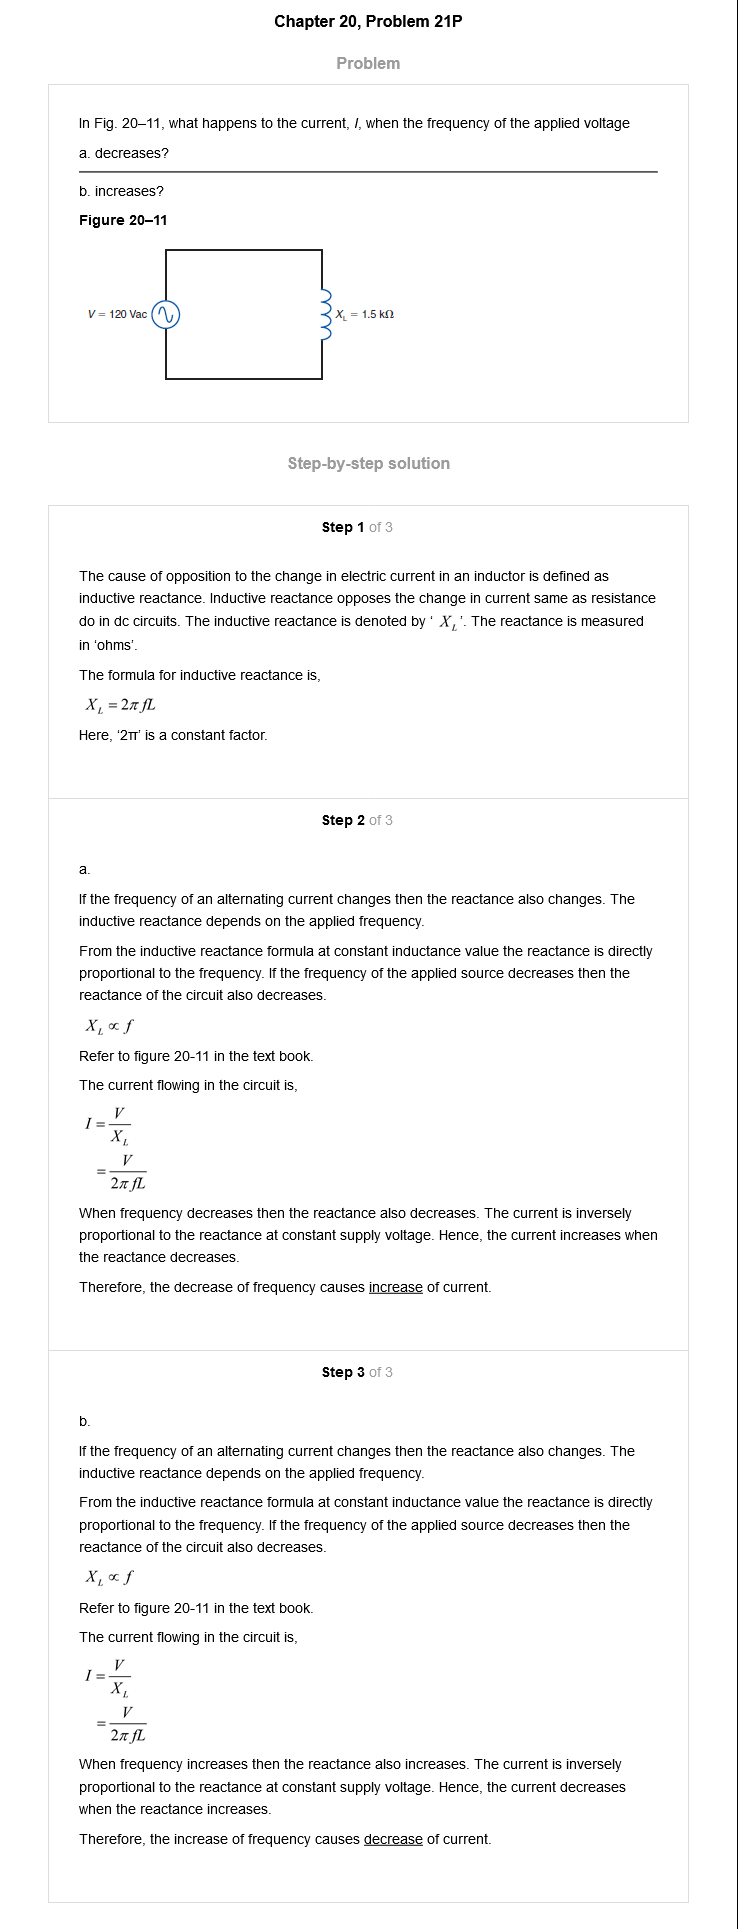 Chapter 20, Problem 21P
Problem
In Fig. 20–11, what happens to the current, I, when the frequency of the applied voltage
a. decreases?
b. increases?
Figure 20–11
V = 120 Vac
X_L = 1.5 kΩ
Step-by-step solution
Step 1 of 3
The cause of opposition to the change in electric current in an inductor is defined as
inductive reactance. Inductive reactance opposes the change in current same as resistance
do in dc circuits. The inductive reactance is denoted by ‘ X_L ’. The reactance is measured
in ‘ohms’.
The formula for inductive reactance is,
X_L = 2π fL
Here, ‘2π’ is a constant factor.
Step 2 of 3
a.
If the frequency of an alternating current changes then the reactance also changes. The
inductive reactance depends on the applied frequency.
From the inductive reactance formula at constant inductance value the reactance is directly
proportional to the frequency. If the frequency of the applied source decreases then the
reactance of the circuit also decreases.
X_L ∝ f
Refer to figure 20-11 in the text book.
The current flowing in the circuit is,
I = V / X_L
= V / 2π fL
When frequency decreases then the reactance also decreases. The current is inversely
proportional to the reactance at constant supply voltage. Hence, the current increases when
the reactance decreases.
Therefore, the decrease of frequency causes increase of current.
Step 3 of 3
b.
If the frequency of an alternating current changes then the reactance also changes. The
inductive reactance depends on the applied frequency.
From the inductive reactance formula at constant inductance value the reactance is directly
proportional to the frequency. If the frequency of the applied source decreases then the
reactance of the circuit also decreases.
X_L ∝ f
Refer to figure 20-11 in the text book.
The current flowing in the circuit is,
I = V / X_L
= V / 2π fL
When frequency increases then the reactance also increases. The current is inversely
proportional to the reactance at constant supply voltage. Hence, the current decreases
when the reactance increases.
Therefore, the increase of frequency causes decrease of current.